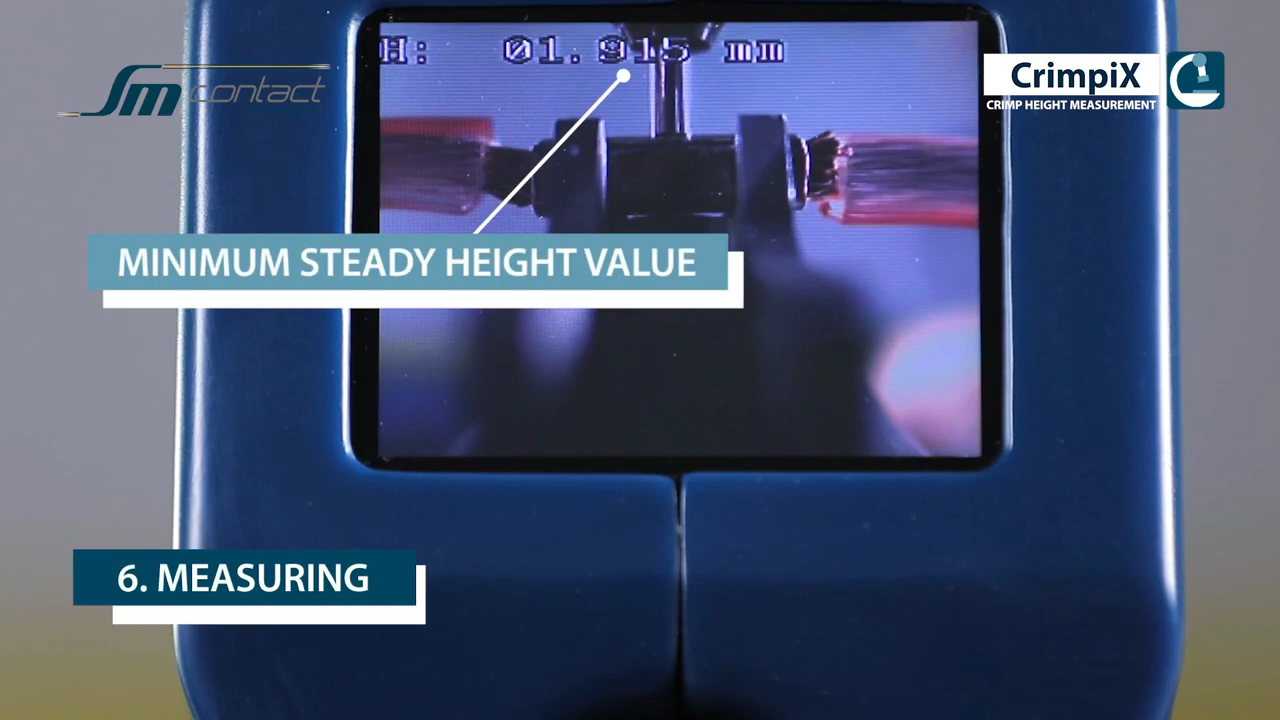 H: 01.915 mm
Sm contact
CrimpiX
CRIMP HEIGHT MEASUREMENT
MINIMUM STEADY HEIGHT VALUE
6. MEASURING